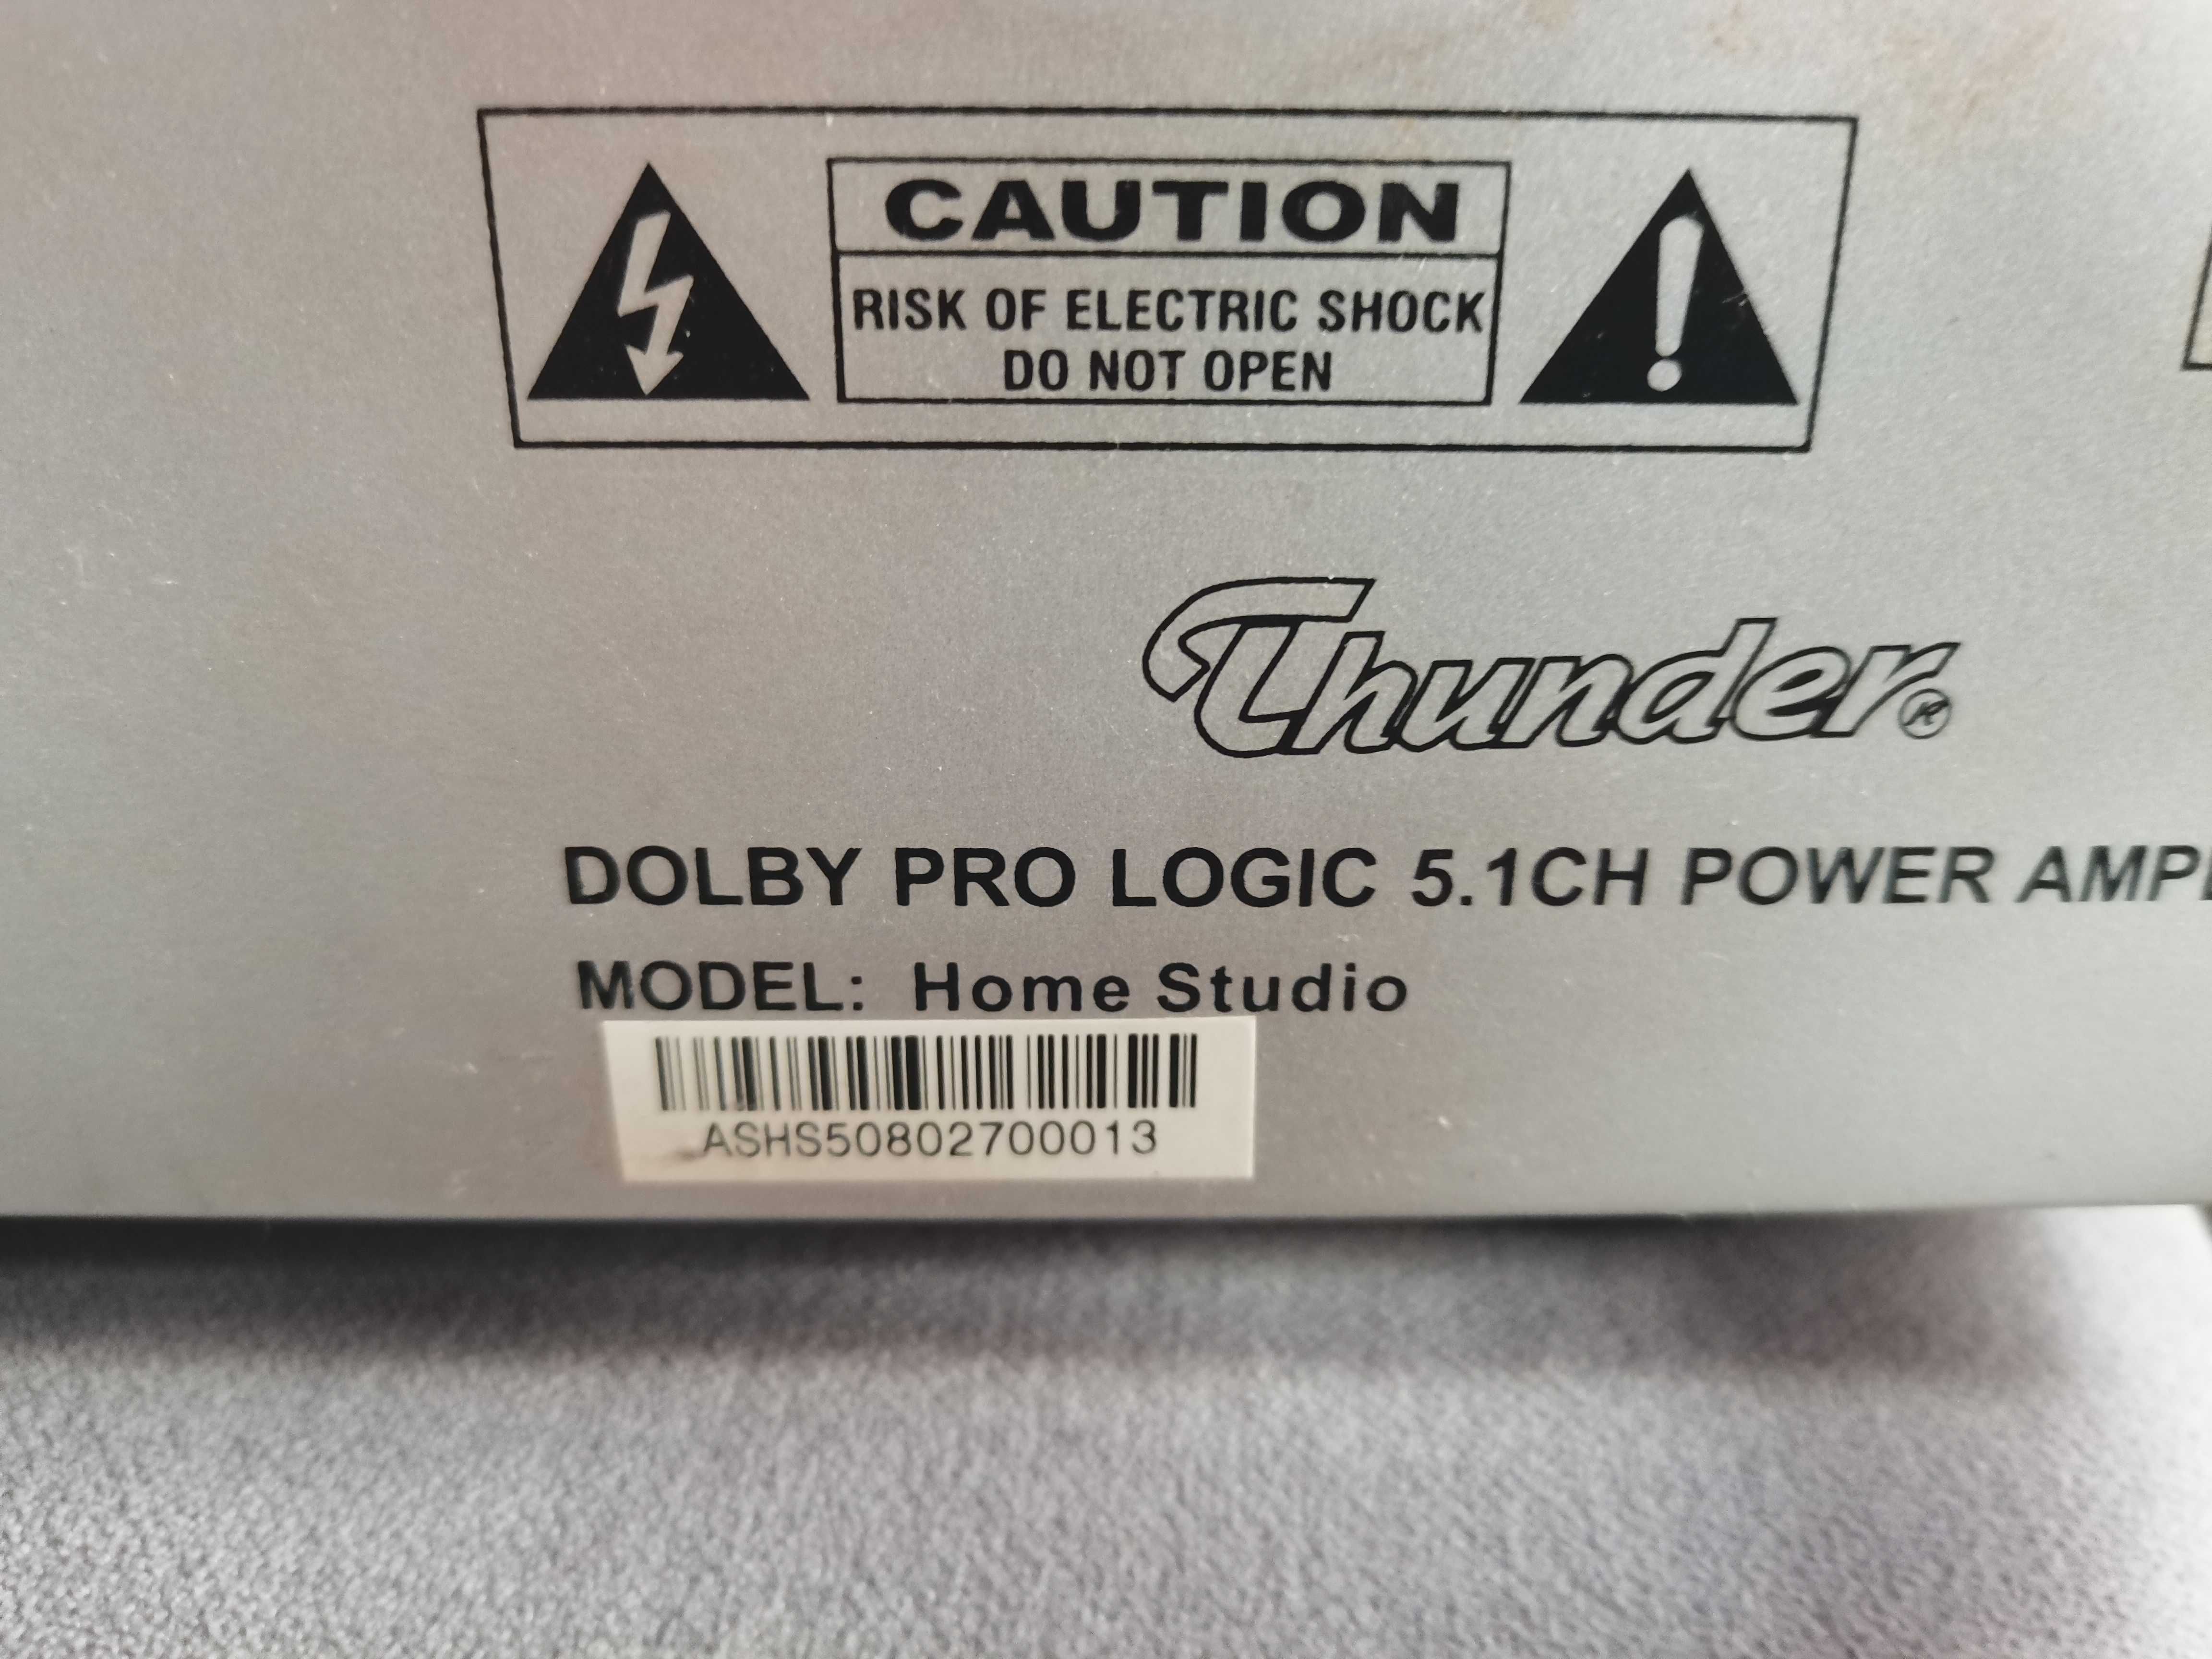 CAUTION
RISK OF ELECTRIC SHOCK
DO NOT OPEN
Thunder®
DOLBY PRO LOGIC 5.1CH POWER AMPL
MODEL: Home Studio
ASHS50802700013